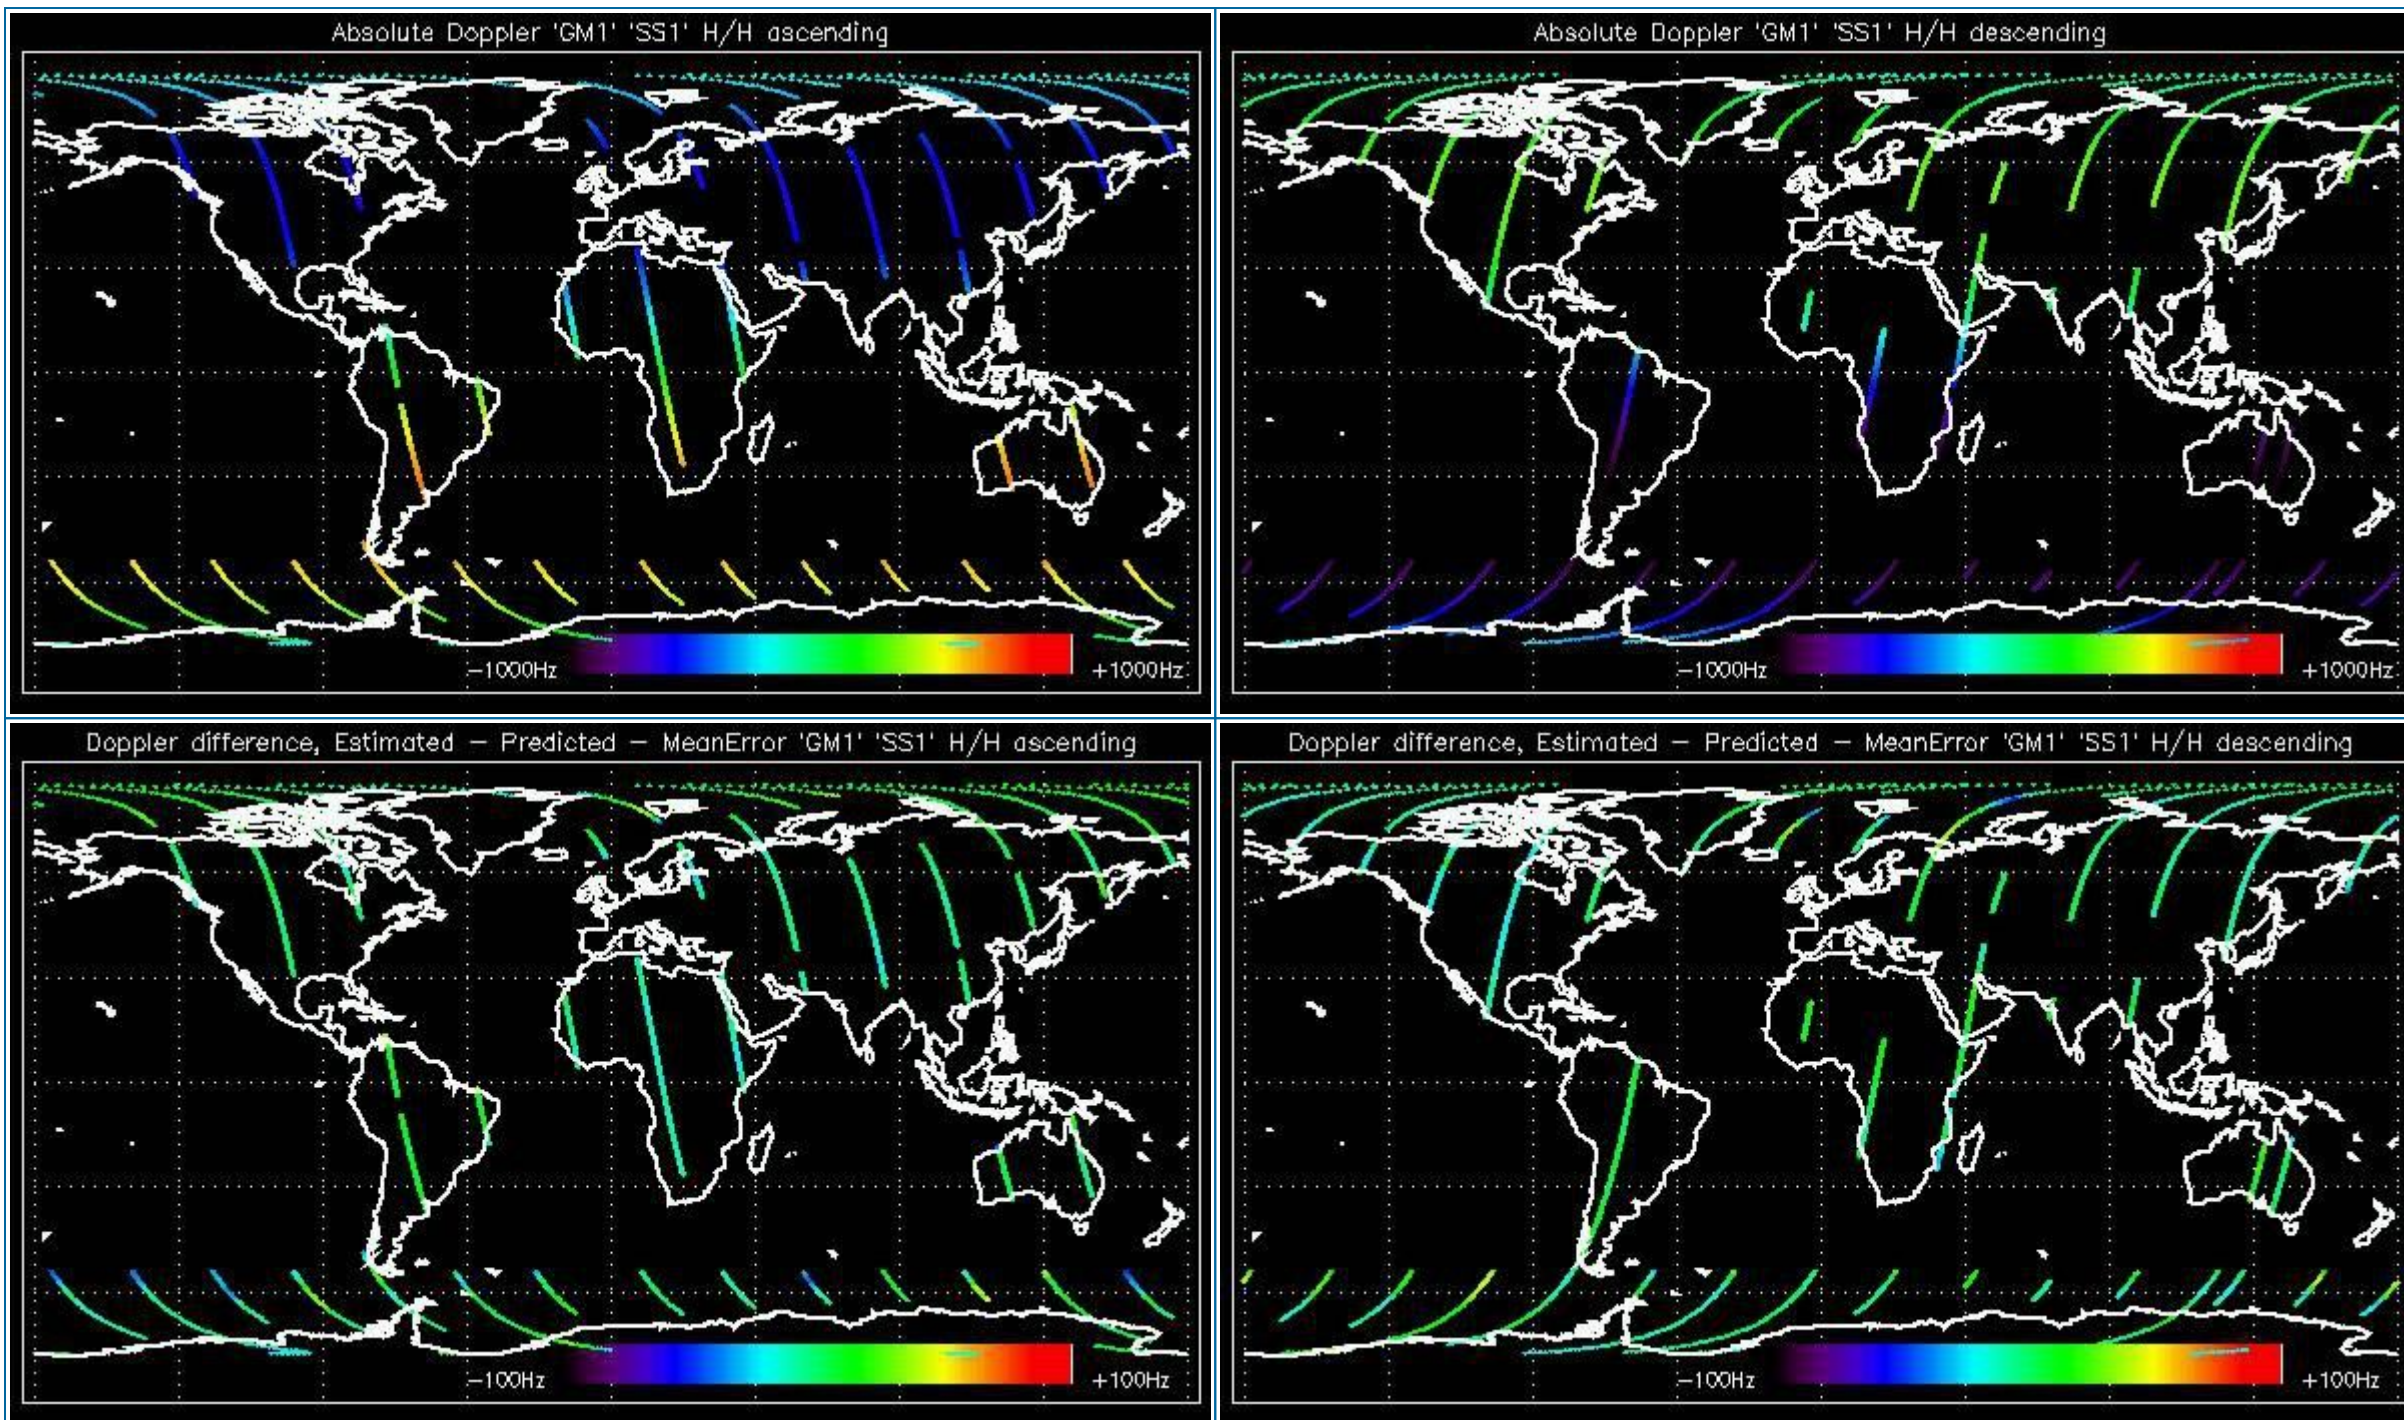 Absolute Doppler 'GM1' 'SS1' H/H ascending
−1000Hz
+1000Hz
Absolute Doppler 'GM1' 'SS1' H/H descending
−1000Hz
+1000Hz
Doppler difference, Estimated − Predicted − MeanError 'GM1' 'SS1' H/H ascending
−100Hz
+100Hz
Doppler difference, Estimated − Predicted − MeanError 'GM1' 'SS1' H/H descending
−100Hz
+100Hz